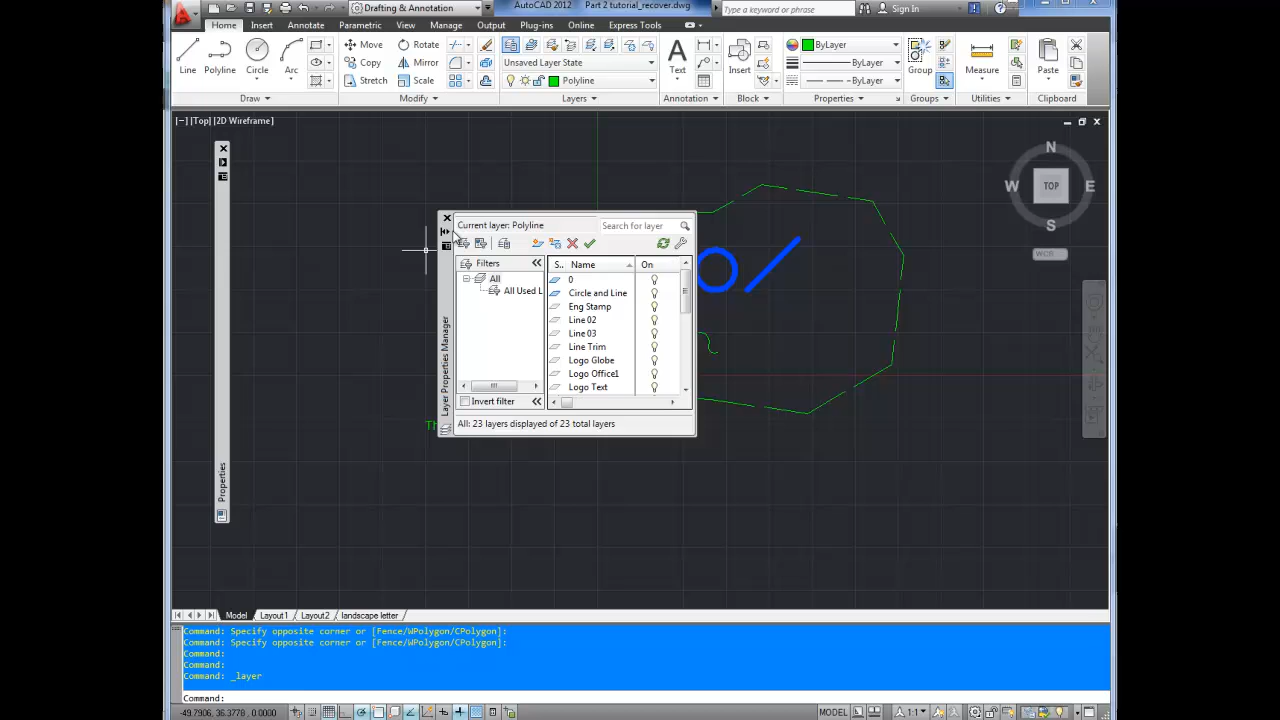 Drafting & Annotation
AutoCAD 2012 Part 2 tutorial_recover.dwg
Type a keyword or phrase
Sign In
Home Insert Annotate Parametric View Manage Output Plug-ins Online Express Tools
Line Polyline Circle Arc
Move Rotate
Copy Mirror
Stretch Scale
Unsaved Layer State
Polyline
Text
Insert
ByLayer
ByLayer
ByLayer
Group
Measure
Paste
Draw Modify Layers Annotation Block Properties Groups Utilities Clipboard
[−] [Top] [2D Wireframe]
N
W TOP E
S
WCS
Properties
Layer Properties Manager
Current layer: Polyline
Search for layer
Filters
All
All Used L
S.. Name On
0
Circle and Line
Eng Stamp
Line 02
Line 03
Line Trim
Logo Globe
Logo Office1
Logo Text
Invert filter
All: 23 layers displayed of 23 total layers
Th
Model Layout1 Layout2 landscape letter
Command: Specify opposite corner or [Fence/WPolygon/CPolygon]:
Command: Specify opposite corner or [Fence/WPolygon/CPolygon]:
Command:
Command:
Command: _layer
Command:
-49.7906, 36.3778, 0.0000
MODEL
1:1